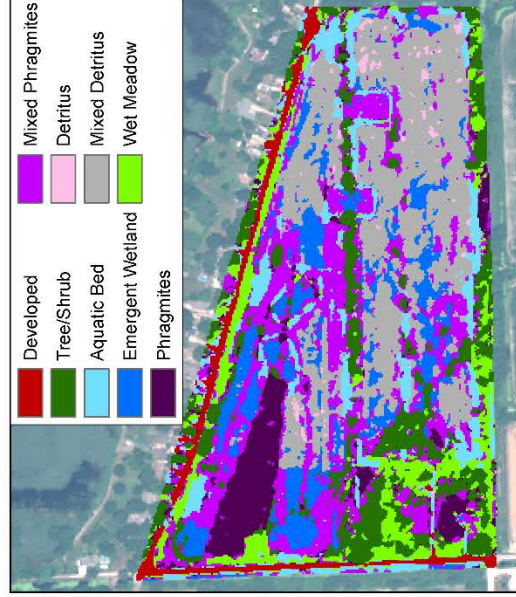 Developed
Tree/Shrub
Aquatic Bed
Emergent Wetland
Phragmites
Mixed Phragmites
Detritus
Mixed Detritus
Wet Meadow